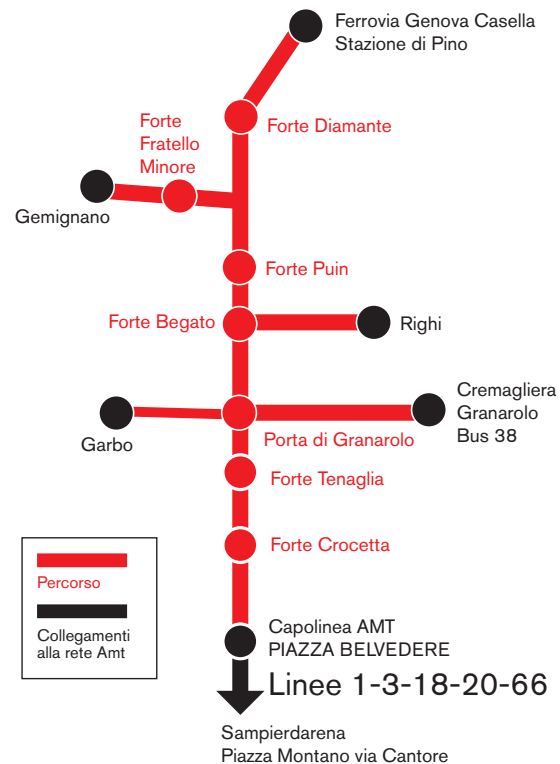 Ferrovia Genova Casella
Stazione di Pino
Forte
Fratello
Minore
Forte Diamante
Gemignano
Forte Puin
Forte Begato
Righi
Cremagliera
Granarolo
Bus 38
Garbo
Porta di Granarolo
Forte Tenaglia
Forte Crocetta
Percorso
Collegamenti
alla rete Amt
Capolinea AMT
PIAZZA BELVEDERE
Linee 1-3-18-20-66
Sampierdarena
Piazza Montano via Cantore